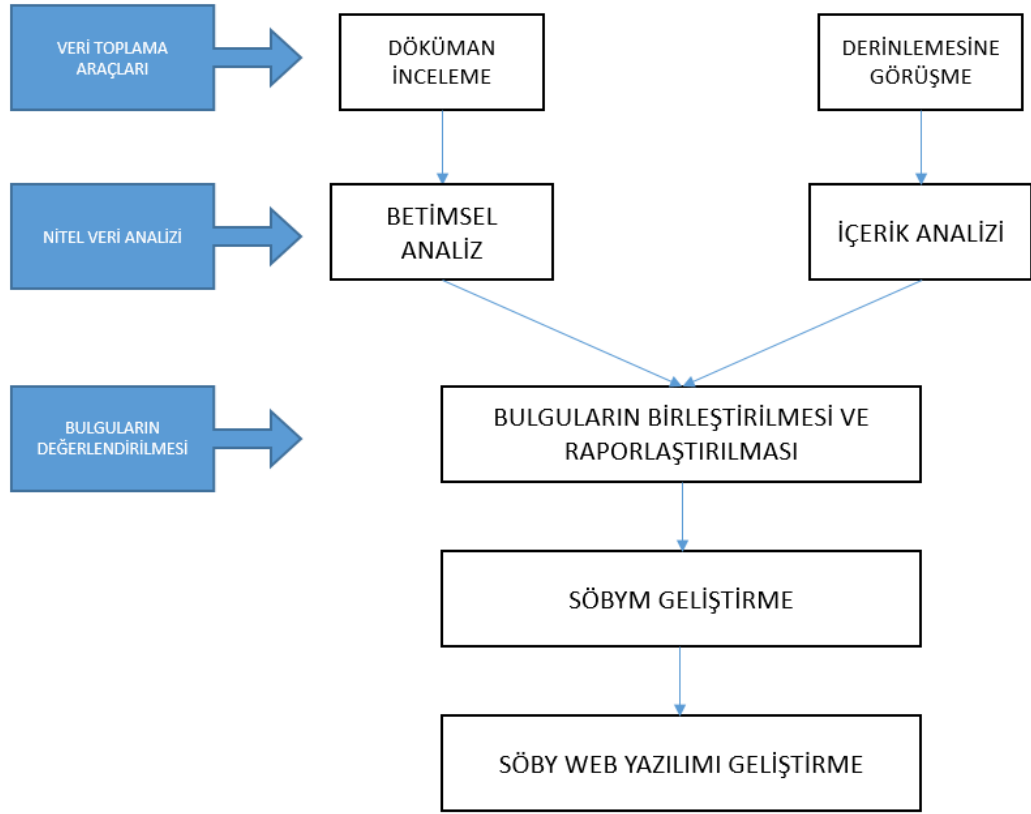 VERİ TOPLAMA
ARAÇLARI
DÖKÜMAN
İNCELEME
DERİNLEMESİNE
GÖRÜŞME
NİTEL VERİ ANALİZİ
BETİMSEL
ANALİZ
İÇERİK ANALİZİ
BULGULARIN
DEĞERLENDİRİLMESİ
BULGULARIN BİRLEŞTİRİLMESİ VE
RAPORLAŞTIRILMASI
SÖBYM GELİŞTİRME
SÖBY WEB YAZILIMI GELİŞTİRME